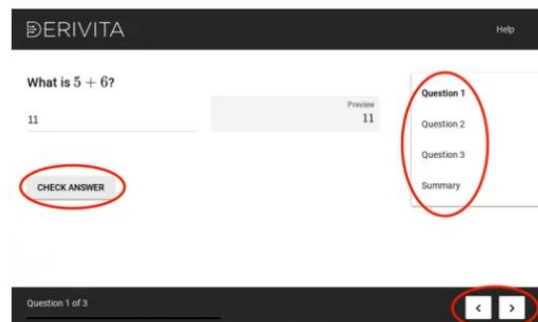 DERIVITA
Help
What is 5 + 6?
11
Preview
11
CHECK ANSWER
Question 1
Question 2
Question 3
Summary
Question 1 of 3
< >